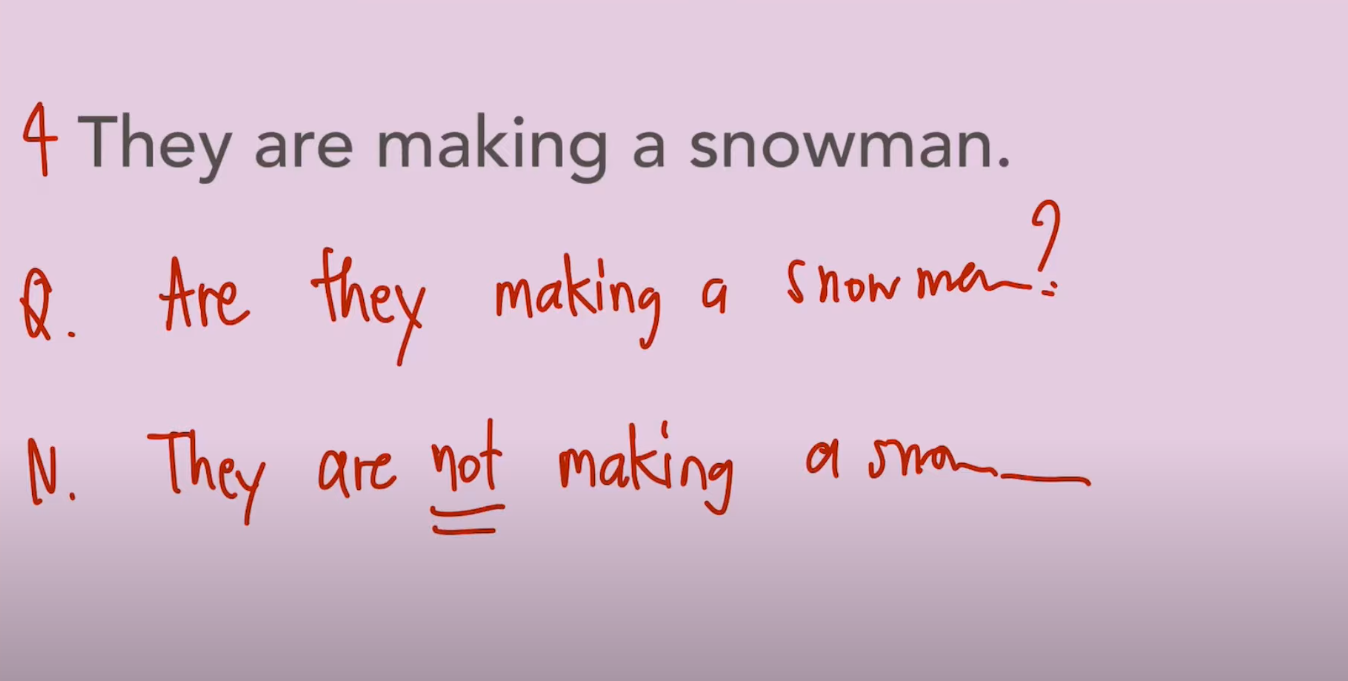 4 They are making a snowman.
Q. Are they making a snowman?
N. They are not making a